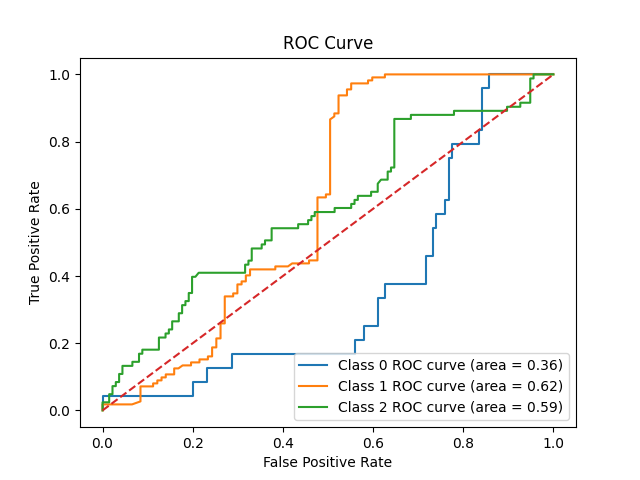 ROC Curve
True Positive Rate
1.0
0.8
0.6
0.4
0.2
0.0
Class 0 ROC curve (area = 0.36)
Class 1 ROC curve (area = 0.62)
Class 2 ROC curve (area = 0.59)
0.0 0.2 0.4 0.6 0.8 1.0
False Positive Rate